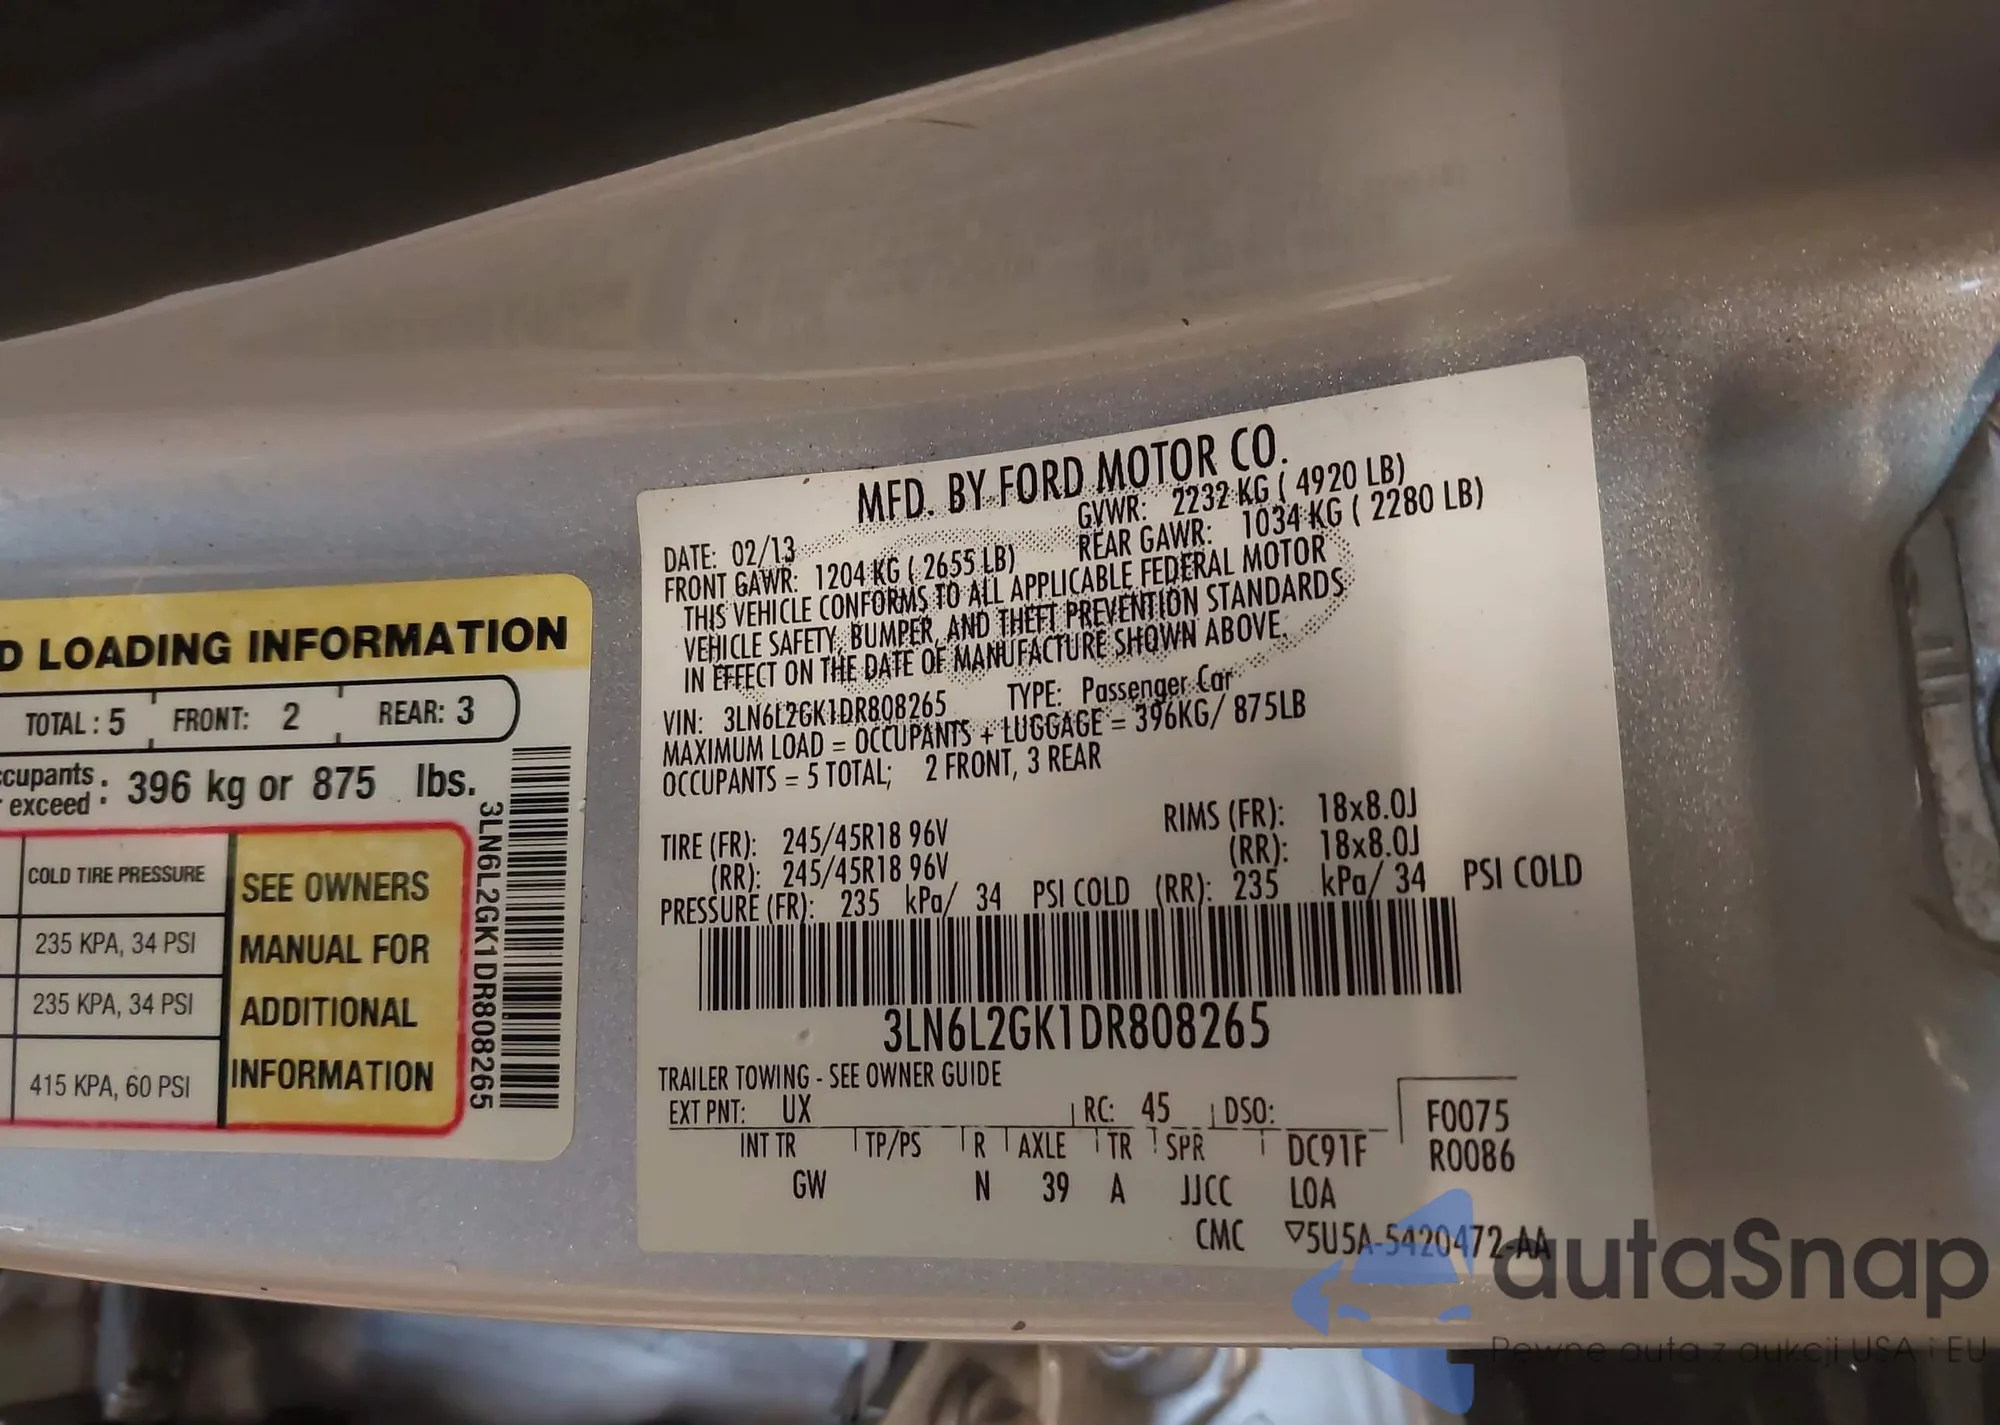 D LOADING INFORMATION
TOTAL : 5 FRONT: 2 REAR: 3
ccupants : 396 kg or 875 lbs.
exceed
COLD TIRE PRESSURE
235 KPA, 34 PSI
235 KPA, 34 PSI
415 KPA, 60 PSI
SEE OWNERS
MANUAL FOR
ADDITIONAL
INFORMATION
3LN6L2GK1DR808265
MFD. BY FORD MOTOR CO.
DATE: 02/13 GVWR: 2232 KG ( 4920 LB)
FRONT GAWR: 1204 KG ( 2655 LB) REAR GAWR: 1034 KG ( 2280 LB)
THIS VEHICLE CONFORMS TO ALL APPLICABLE FEDERAL MOTOR
VEHICLE SAFETY, BUMPER, AND THEFT PREVENTION STANDARDS
IN EFFECT ON THE DATE OF MANUFACTURE SHOWN ABOVE.
VIN: 3LN6L2GK1DR808265 TYPE: Passenger Car
MAXIMUM LOAD = OCCUPANTS + LUGGAGE = 396KG/ 875LB
OCCUPANTS = 5 TOTAL; 2 FRONT, 3 REAR
TIRE (FR): 245/45R18 96V RIMS (FR): 18x8.0J
(RR): 245/45R18 96V (RR): 18x8.0J
PRESSURE (FR): 235 kPa/ 34 PSI COLD (RR): 235 kPa/ 34 PSI COLD
3LN6L2GK1DR808265
TRAILER TOWING - SEE OWNER GUIDE
EXT PNT: UX RC: 45 DSO: F0075
INT TR TP/PS R AXLE TR SPR DC91F R0086
GW N 39 A JJCC LOA
CMC ▽5U5A-5420472-AA
autaSnap
Pewne auta z aukcji USA i EU